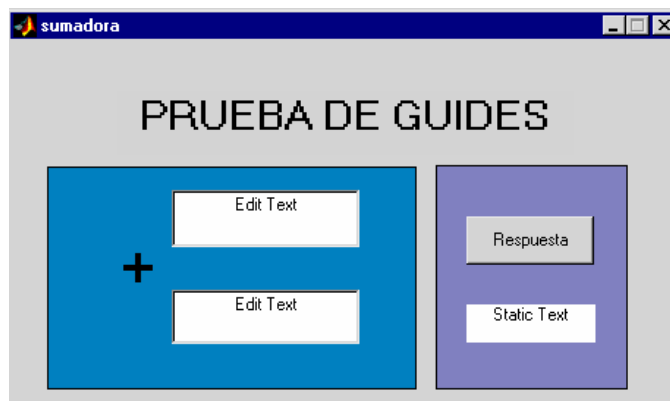 sumadora
PRUEBA DE GUIDES
Edit Text
+
Edit Text
Respuesta
Static Text